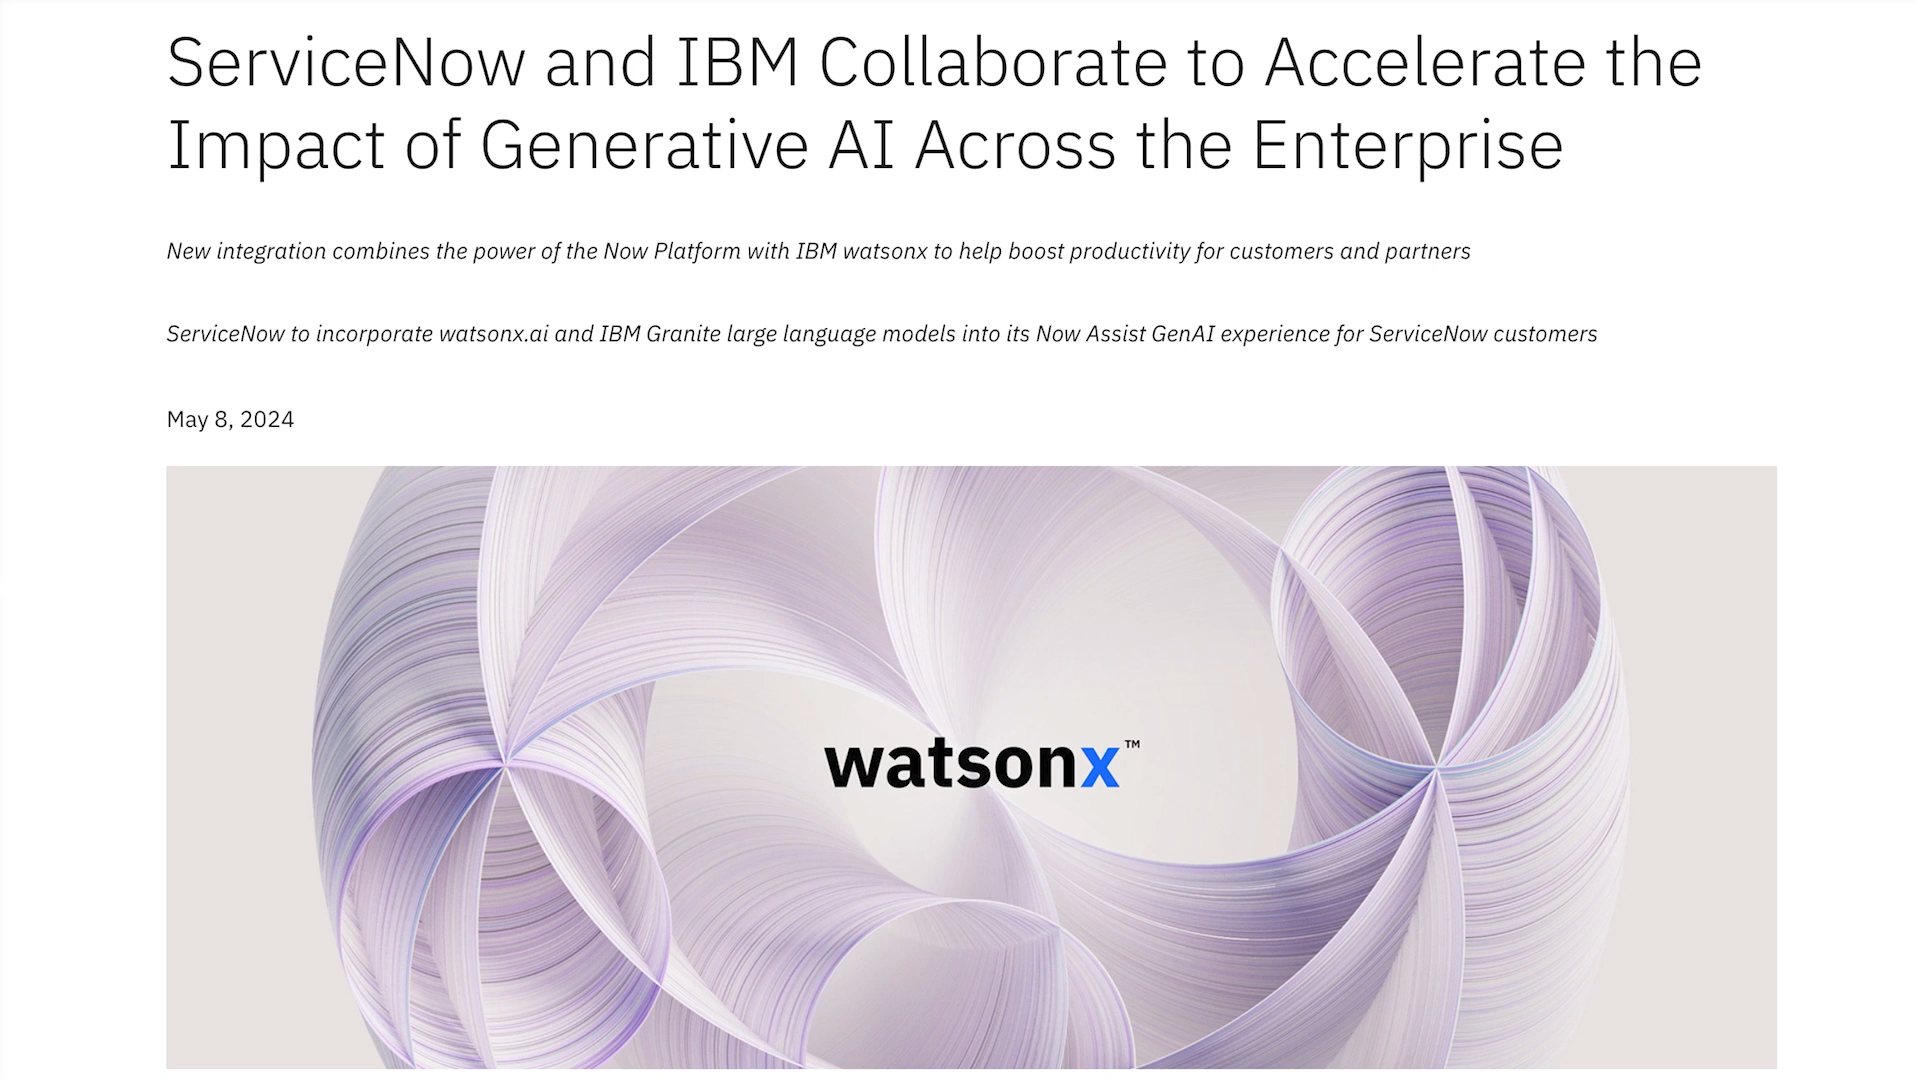 ServiceNow and IBM Collaborate to Accelerate the
Impact of Generative AI Across the Enterprise
New integration combines the power of the Now Platform with IBM watsonx to help boost productivity for customers and partners
ServiceNow to incorporate watsonx.ai and IBM Granite large language models into its Now Assist GenAI experience for ServiceNow customers
May 8, 2024
watsonx™